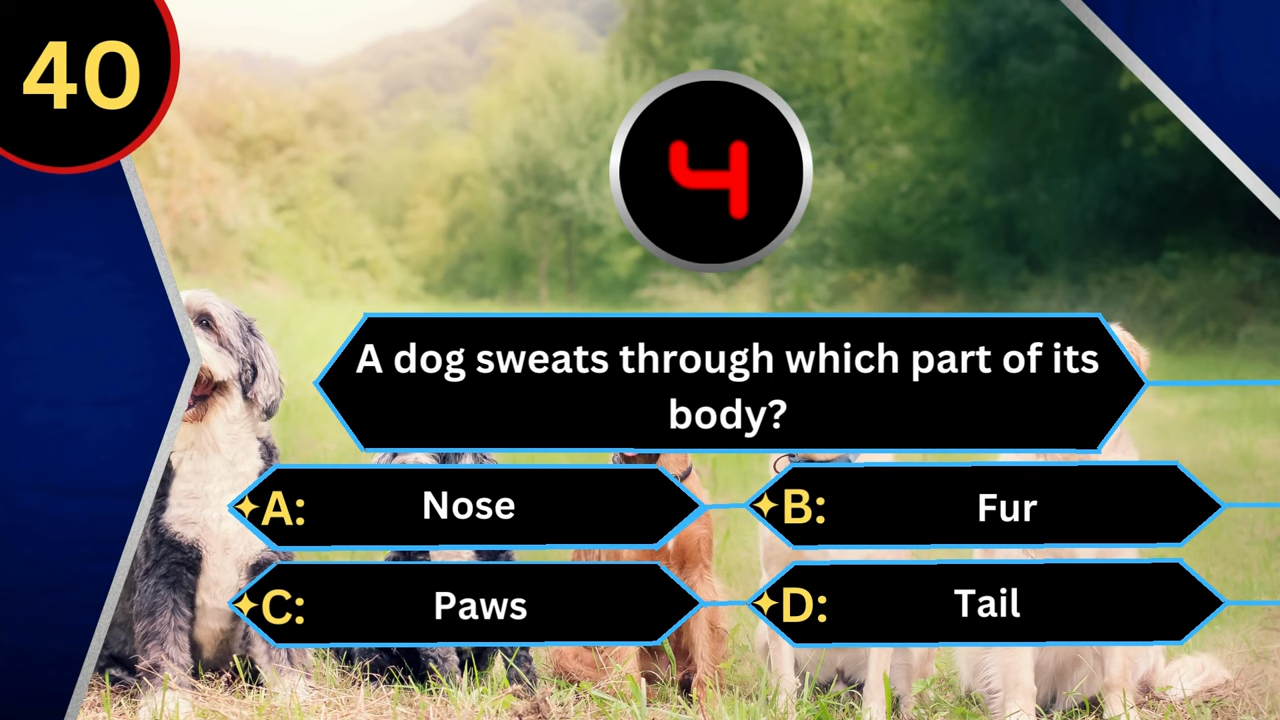 40
4
A dog sweats through which part of its
body?
A: Nose
B: Fur
C: Paws
D: Tail